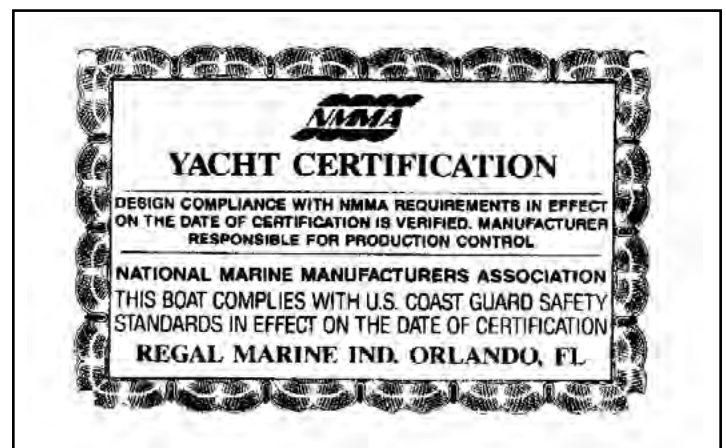 NMMA
YACHT CERTIFICATION
DESIGN COMPLIANCE WITH NMMA REQUIREMENTS IN EFFECT
ON THE DATE OF CERTIFICATION IS VERIFIED. MANUFACTURER
RESPONSIBLE FOR PRODUCTION CONTROL
NATIONAL MARINE MANUFACTURERS ASSOCIATION
THIS BOAT COMPLIES WITH U.S. COAST GUARD SAFETY
STANDARDS IN EFFECT ON THE DATE OF CERTIFICATION
REGAL MARINE IND. ORLANDO, FL